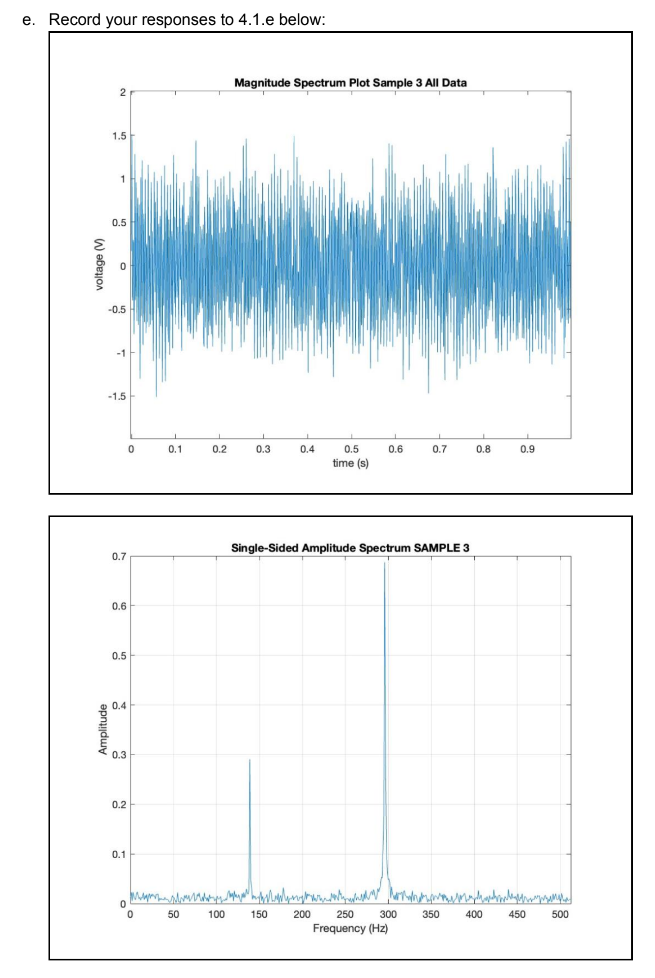 e. Record your responses to 4.1.e below:
Magnitude Spectrum Plot Sample 3 All Data
2
1.5
1
0.5
0
-0.5
-1
-1.5
voltage (V)
0 0.1 0.2 0.3 0.4 0.5 0.6 0.7 0.8 0.9
time (s)
Single-Sided Amplitude Spectrum SAMPLE 3
0.7
0.6
0.5
0.4
0.3
0.2
0.1
0
Amplitude
0 50 100 150 200 250 300 350 400 450 500
Frequency (Hz)